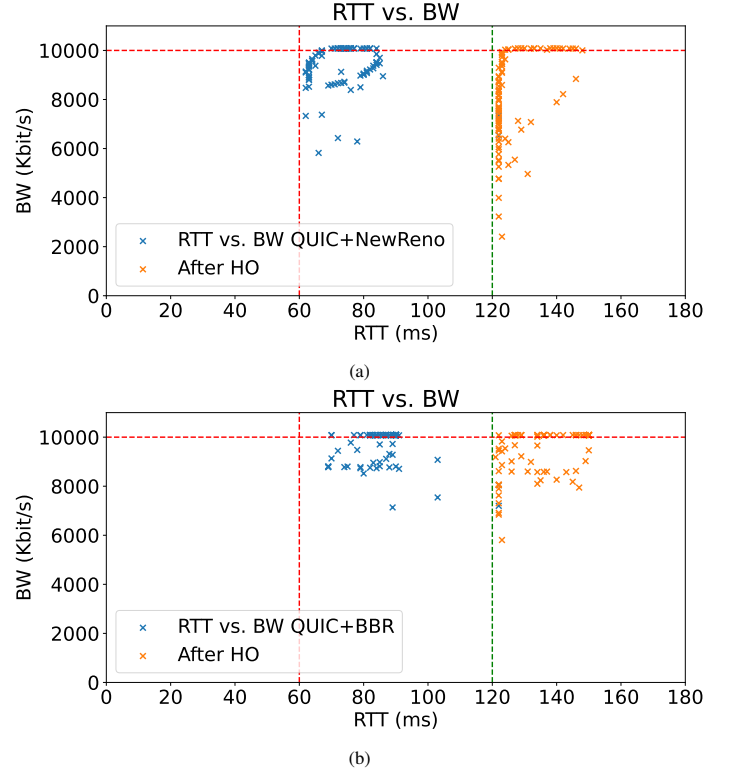 RTT vs. BW
10000
8000
6000
4000
2000
0
BW (Kbit/s)
RTT vs. BW QUIC+NewReno
After HO
0 20 40 60 80 100 120 140 160 180
RTT (ms)
(a)
RTT vs. BW
10000
8000
6000
4000
2000
0
BW (Kbit/s)
RTT vs. BW QUIC+BBR
After HO
0 20 40 60 80 100 120 140 160 180
RTT (ms)
(b)